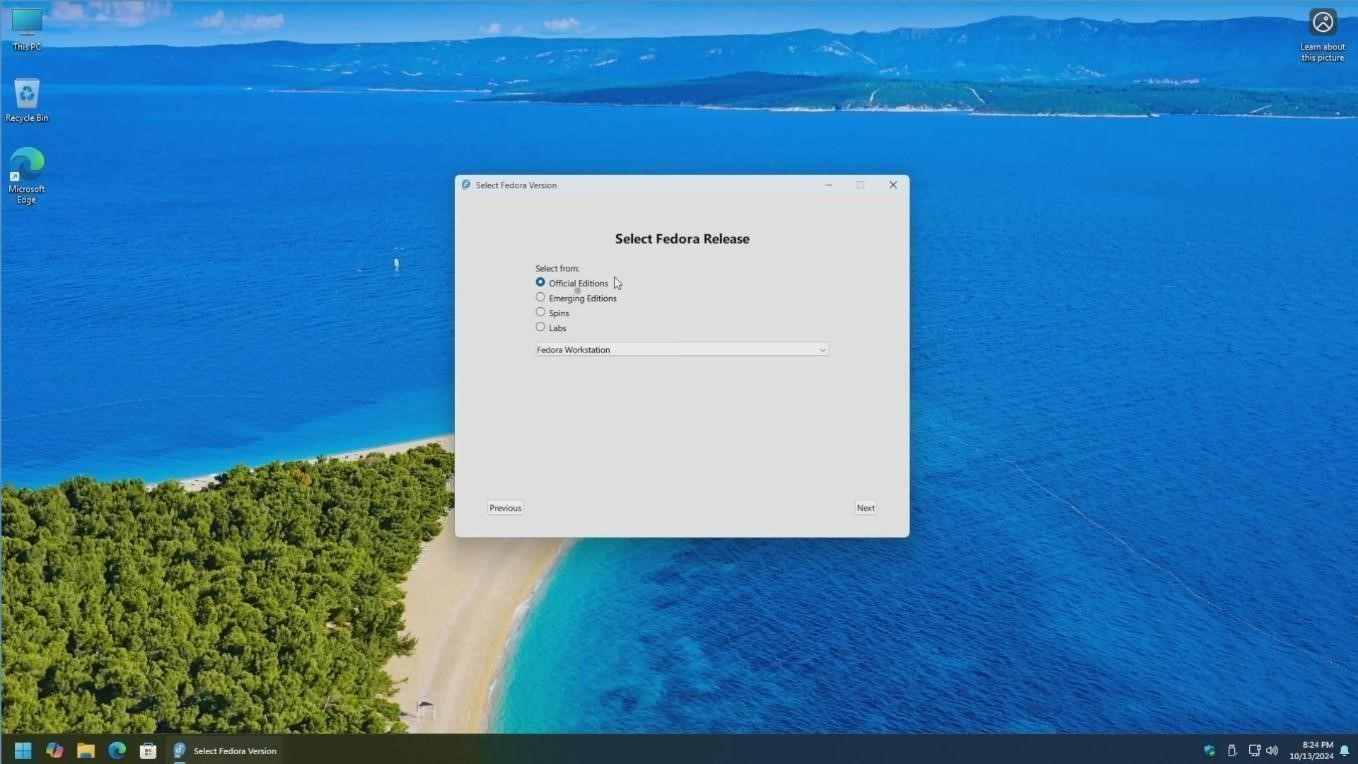 This PC
Recycle Bin
Microsoft
Edge
Learn about
this picture
Select Fedora Version
Select Fedora Release
Select from:
Official Editions
Emerging Editions
Spins
Labs
Fedora Workstation
Previous
Next
Select Fedora Version
8:24 PM
10/13/2024